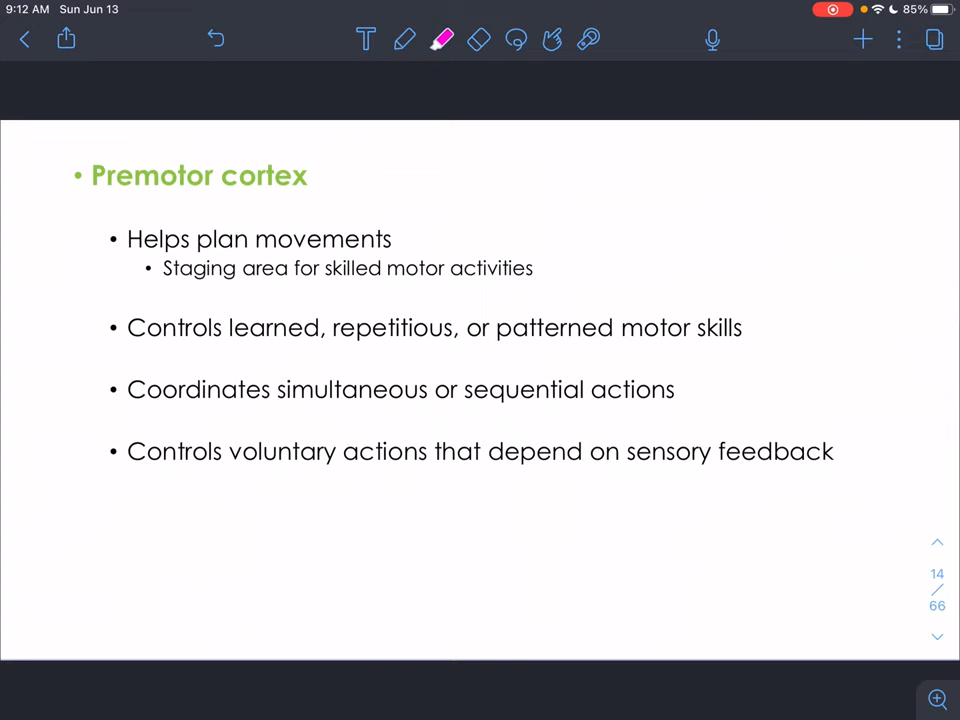 9:12 AM Sun Jun 13
85%
• Premotor cortex
• Helps plan movements
• Staging area for skilled motor activities
• Controls learned, repetitious, or patterned motor skills
• Coordinates simultaneous or sequential actions
• Controls voluntary actions that depend on sensory feedback
14
/
66